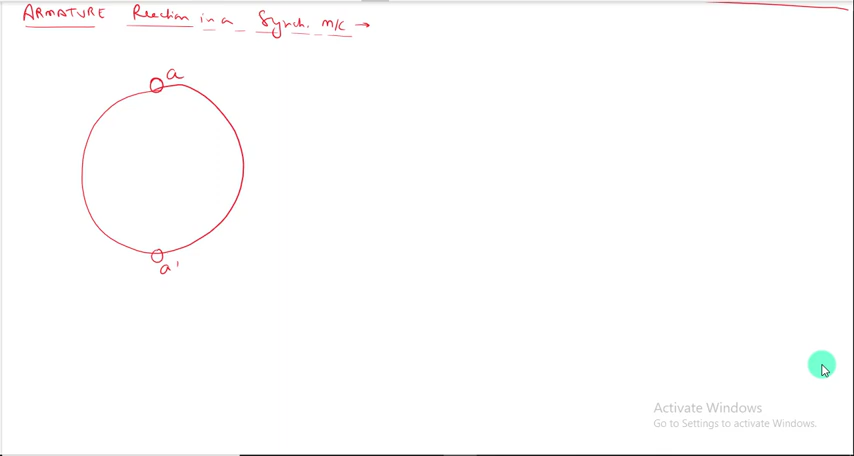 ARMATURE Reaction in a Synch. m/c →
a
a'
Activate Windows
Go to Settings to activate Windows.